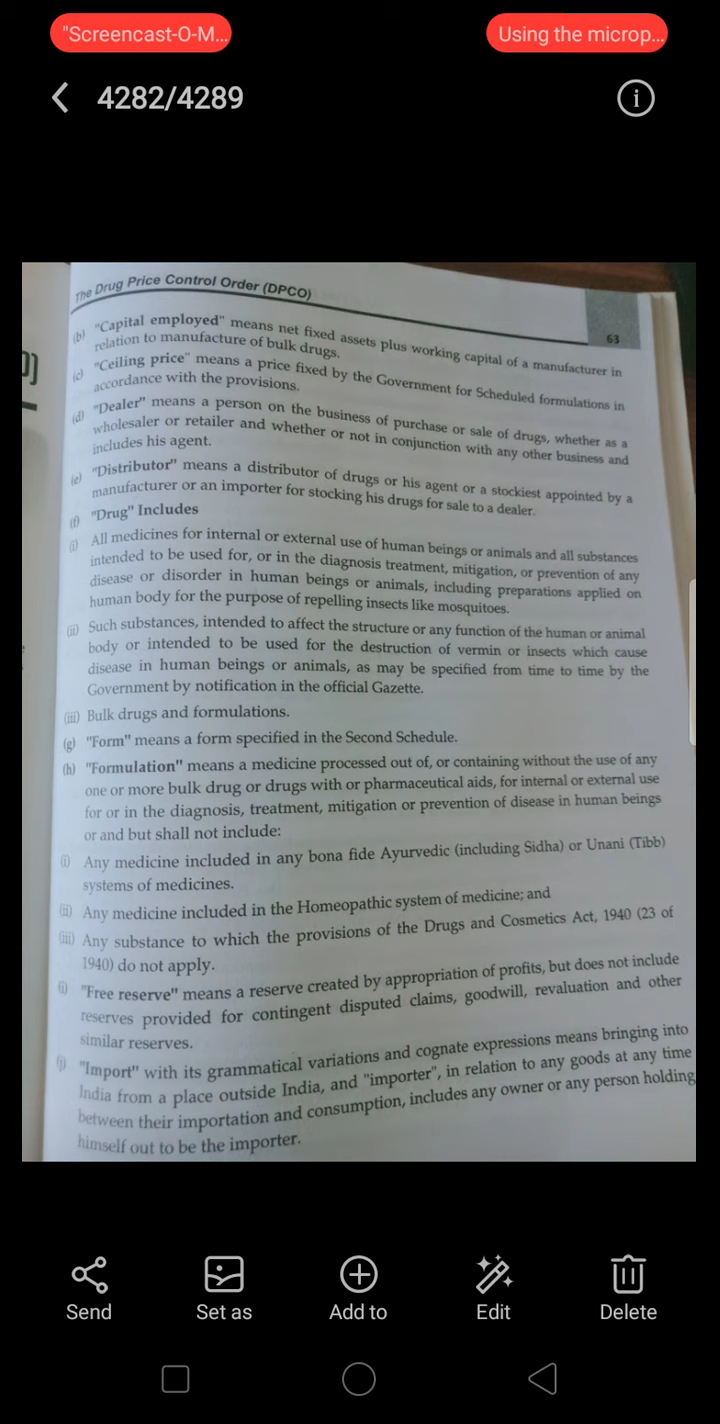 "Screencast-O-M...
Using the microp...
4282/4289
The Drug Price Control Order (DPCO)
63
(b) "Capital employed" means net fixed assets plus working capital of a manufacturer in
relation to manufacture of bulk drugs.
(c) "Ceiling price" means a price fixed by the Government for Scheduled formulations in
accordance with the provisions.
(d) "Dealer" means a person on the business of purchase or sale of drugs, whether as a
wholesaler or retailer and whether or not in conjunction with any other business and
includes his agent.
(e) "Distributor" means a distributor of drugs or his agent or a stockiest appointed by a
manufacturer or an importer for stocking his drugs for sale to a dealer.
(f) "Drug" Includes
(i) All medicines for internal or external use of human beings or animals and all substances
intended to be used for, or in the diagnosis treatment, mitigation, or prevention of any
disease or disorder in human beings or animals, including preparations applied on
human body for the purpose of repelling insects like mosquitoes.
(ii) Such substances, intended to affect the structure or any function of the human or animal
body or intended to be used for the destruction of vermin or insects which cause
disease in human beings or animals, as may be specified from time to time by the
Government by notification in the official Gazette.
(iii) Bulk drugs and formulations.
(g) "Form" means a form specified in the Second Schedule.
(h) "Formulation" means a medicine processed out of, or containing without the use of any
one or more bulk drug or drugs with or pharmaceutical aids, for internal or external use
for or in the diagnosis, treatment, mitigation or prevention of disease in human beings
or and but shall not include:
(i) Any medicine included in any bona fide Ayurvedic (including Sidha) or Unani (Tibb)
systems of medicines.
(ii) Any medicine included in the Homeopathic system of medicine; and
(iii) Any substance to which the provisions of the Drugs and Cosmetics Act, 1940 (23 of
1940) do not apply.
(i) "Free reserve" means a reserve created by appropriation of profits, but does not include
reserves provided for contingent disputed claims, goodwill, revaluation and other
similar reserves.
(j) "Import" with its grammatical variations and cognate expressions means bringing into
India from a place outside India, and "importer", in relation to any goods at any time
between their importation and consumption, includes any owner or any person holding
himself out to be the importer.
Send
Set as
Add to
Edit
Delete